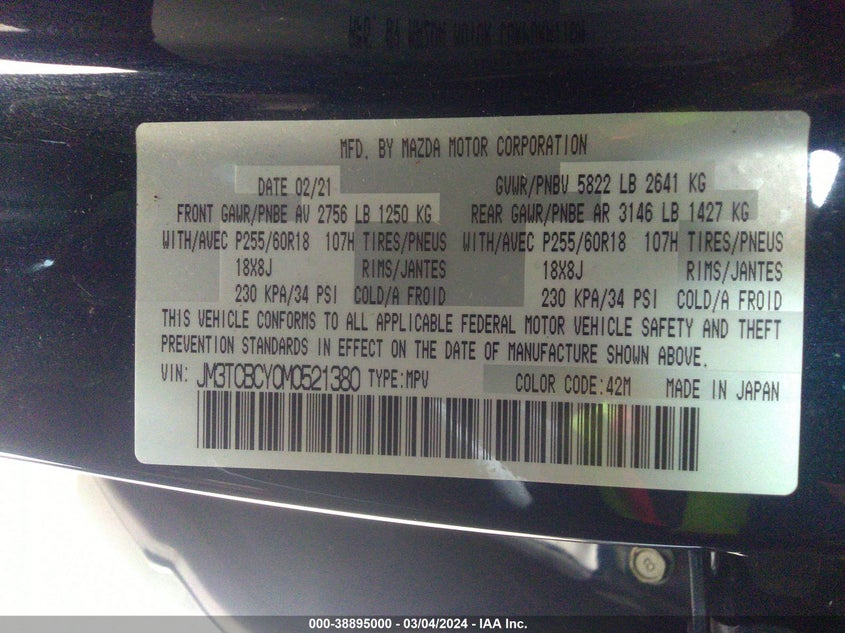 MFD. BY MAZDA MOTOR CORPORATION
DATE 02/21 GVWR/PNBV 5822 LB 2641 KG
FRONT GAWR/PNBE AV 2756 LB 1250 KG REAR GAWR/PNBE AR 3146 LB 1427 KG
WITH/AVEC P255/60R18 107H TIRES/PNEUS WITH/AVEC P255/60R18 107H TIRES/PNEUS
18X8J RIMS/JANTES 18X8J RIMS/JANTES
230 KPA/34 PSI COLD/A FROID 230 KPA/34 PSI COLD/A FROID
THIS VEHICLE CONFORMS TO ALL APPLICABLE FEDERAL MOTOR VEHICLE SAFETY AND THEFT
PREVENTION STANDARDS IN EFFECT ON THE DATE OF MANUFACTURE SHOWN ABOVE.
VIN: JM3TCBCY0M0521380 TYPE:MPV COLOR CODE:42M MADE IN JAPAN
000-38895000 - 03/04/2024 - IAA Inc.